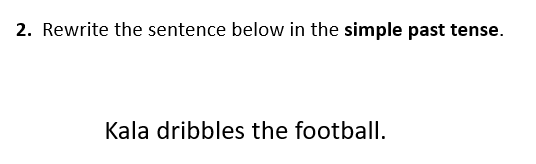 2. Rewrite the sentence below in the simple past tense.
Kala dribbles the football.